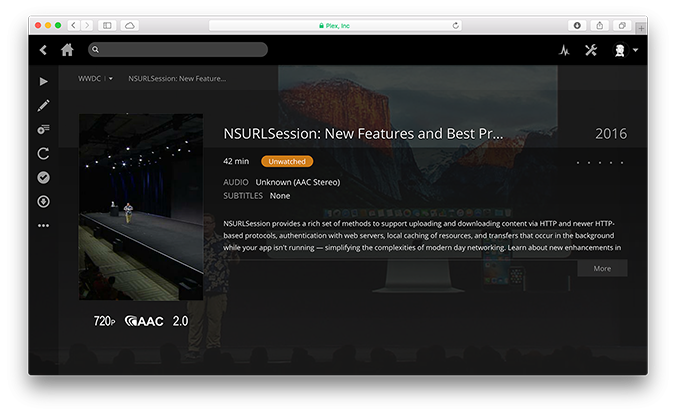 Plex, Inc
WWDC
NSURLSession: New Feature...
NSURLSession: New Features and Best Pr...
2016
42 min
Unwatched
AUDIO Unknown (AAC Stereo)
SUBTITLES None
NSURLSession provides a rich set of methods to support uploading and downloading content via HTTP and newer HTTP-
based protocols, authentication with web servers, local caching of resources, and transfers that occur in the background
while your app isn't running — simplifying the complexities of modern day networking. Learn about new enhancements in
More
720P AAC 2.0